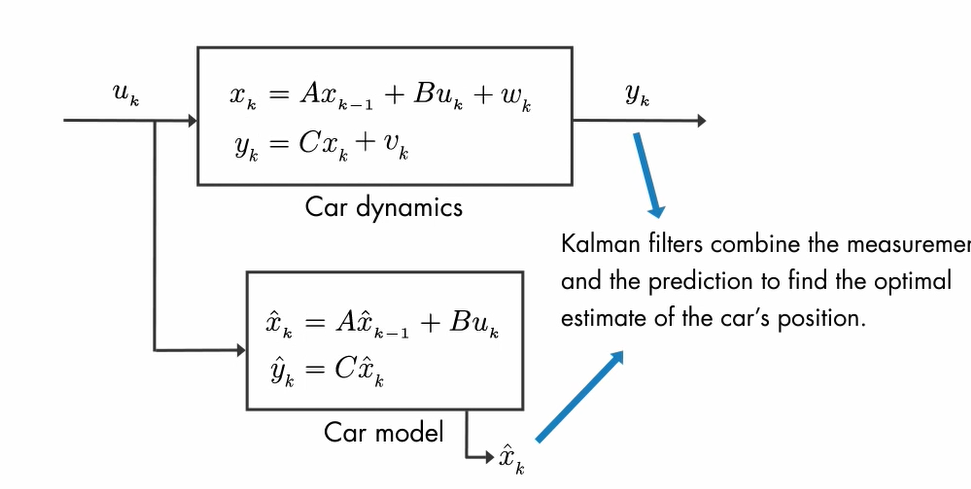 u_k
x_k = Ax_{k−1} + Bu_k + w_k
y_k = Cx_k + v_k
y_k
Car dynamics
Kalman filters combine the measuremen
and the prediction to find the optimal
estimate of the car's position.
x̂_k = Ax̂_{k−1} + Bu_k
ŷ_k = Cx̂_k
Car model
x̂_k